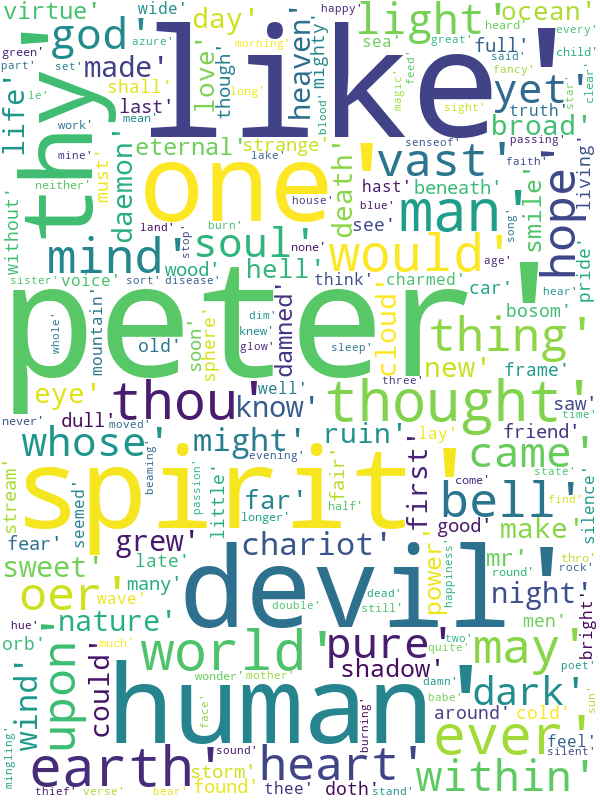 virtue' wide' day' happy' light' ocean'
green' god' azure' morning' heard' every'
part' set' made' like' sea' full' great' said' child'
le' shall' love' though' heaven' mighty' fancy'
life' thy' last' long' blood' magic' feed' sight' yet' truth' star' clear'
work' mean' broad'
mine' must' daemon' eternal' strange' death' vast' senseof' passing'
neither' one' lake' hast' beneath' faith' living'
without' house' blue' man' hope' smile' pride'
land' stop' burn' see' song'
mind' soul' none' would' age'
sister' voice' sort' disease' wood' hell' think' charmed' car' hear'
peter' bosom'
whole' mountain' old' soon' sphere' dim' knew' glow' damned' sleep' cloud' thing'
eye' well' three' new' frame'
never' dull' moved' thou' know' thought' saw' time'
whose' beaming' might' evening' ruin' lay' friend'
stream' seemed' spirit' passion' little' far' longer' fair' half' first' came' come' state' silence'
fear' grew' chariot' bell' good' make' find'
sweet' late' devil' power' happiness' mr' round' thro' rock'
oer' many' double' dead' still' night' bright'
hue' wave' nature' men'
orb' much' world' pure' quite' two' may' poet'
wind' upon' could' human' wonder' mother' shadow' damn' babe' dark' sun'
mingling' face' burning' around' cold'
earth' sound' heart' ever' feel' silent'
storm' found' thee' doth' within'
thief' verse' bear' stand'